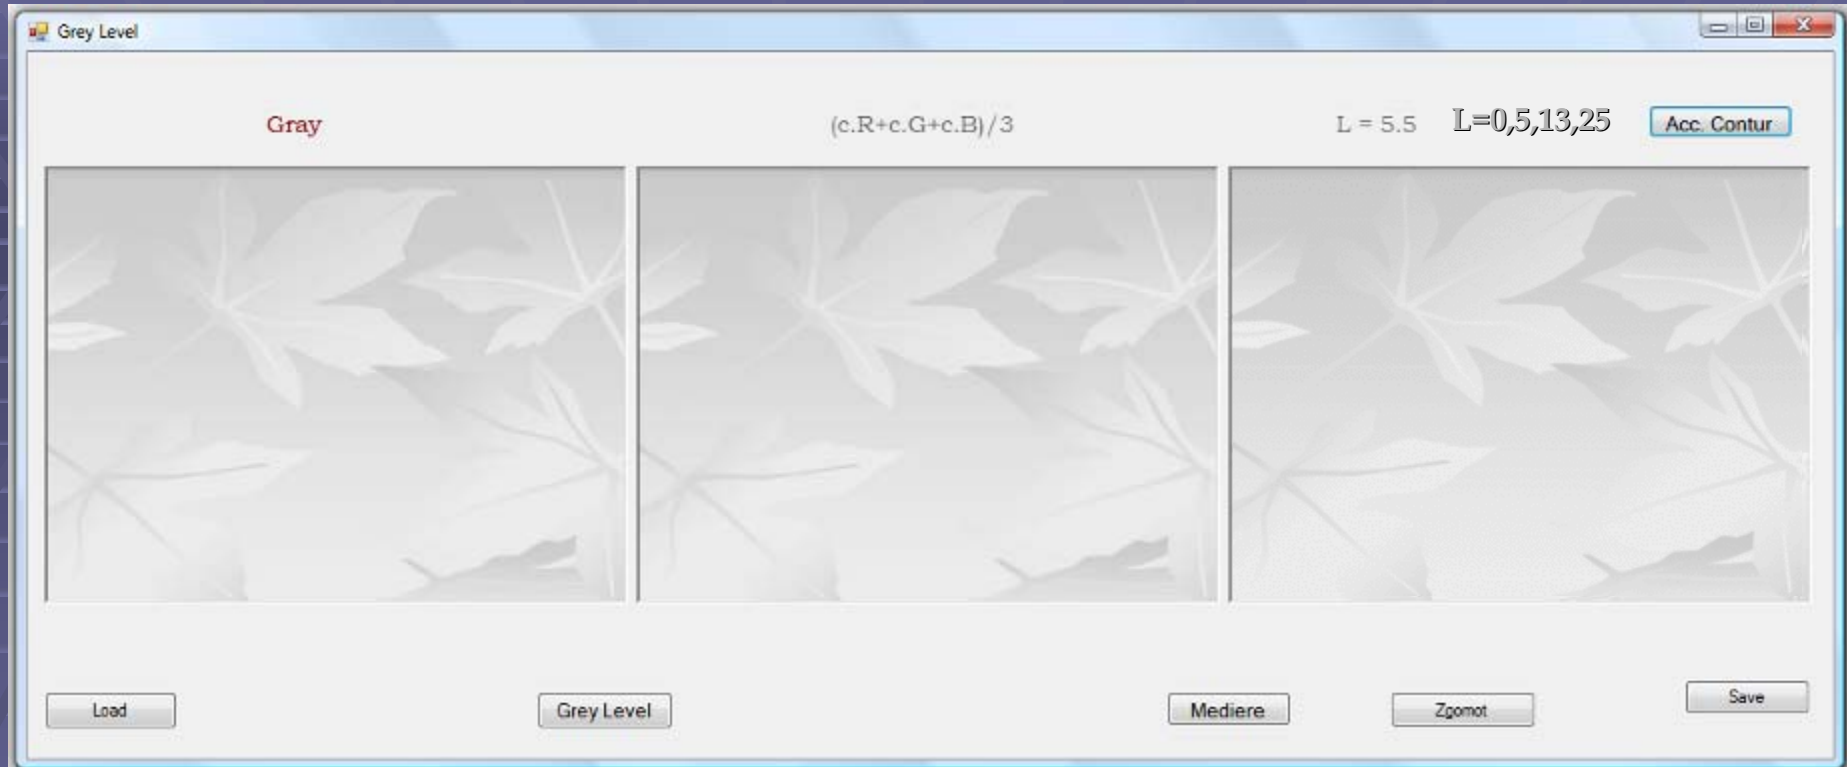 Grey Level
Gray (c.R+c.G+c.B)/3 L = 5.5 L=0,5,13,25 Acc. Contur
Load Grey Level Mediere Zgomot Save